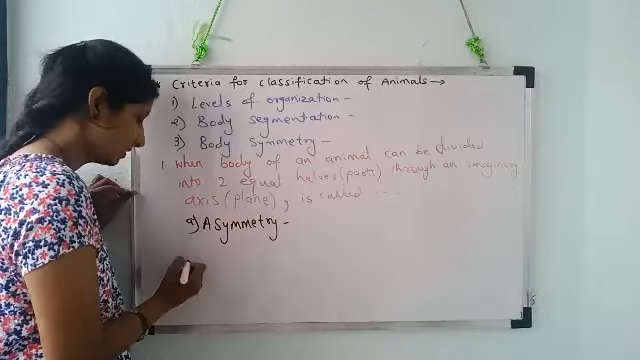 Criteria for classification of Animals →
1) Levels of organization -
2) Body Segmentation -
3) Body Symmetry -
1. When body of an animal can be divided
into 2 equal halves (parts) through an imaginary
axis (plane), is called ---
a) Asymmetry -